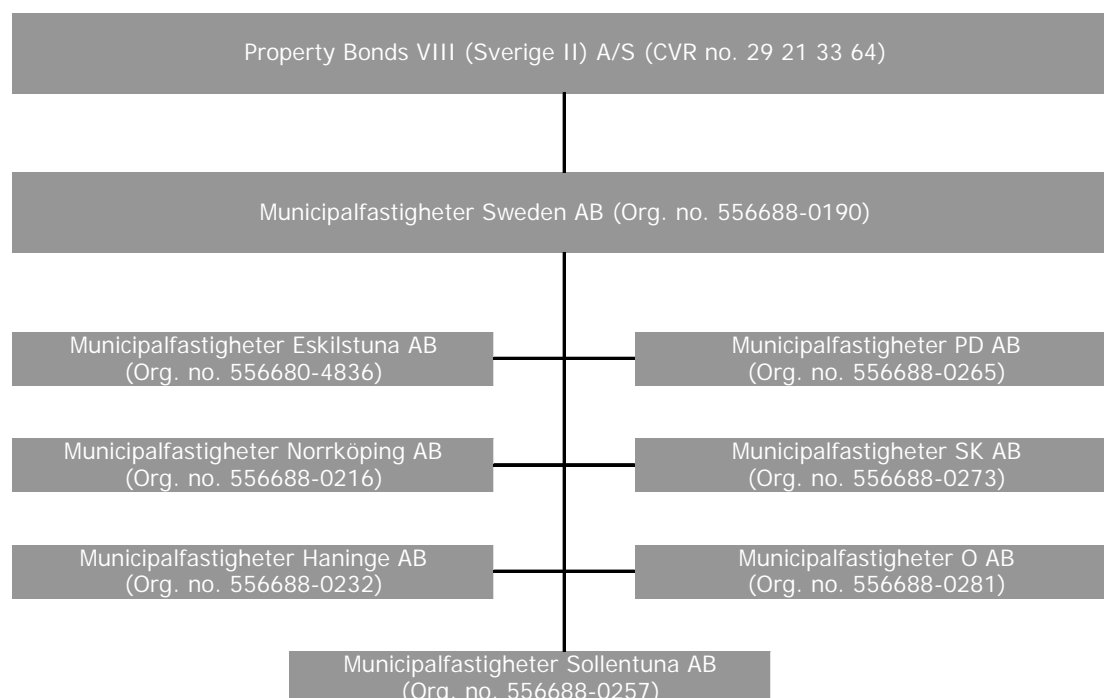 Property Bonds VIII (Sverige II) A/S (CVR no. 29 21 33 64)
Municipalfastigheter Sweden AB (Org. no. 556688-0190)
Municipalfastigheter Eskilstuna AB
(Org. no. 556680-4836)
Municipalfastigheter PD AB
(Org. no. 556688-0265)
Municipalfastigheter Norrköping AB
(Org. no. 556688-0216)
Municipalfastigheter SK AB
(Org. no. 556688-0273)
Municipalfastigheter Haninge AB
(Org. no. 556688-0232)
Municipalfastigheter O AB
(Org. no. 556688-0281)
Municipalfastigheter Sollentuna AB
(Org. no. 556688-0257)